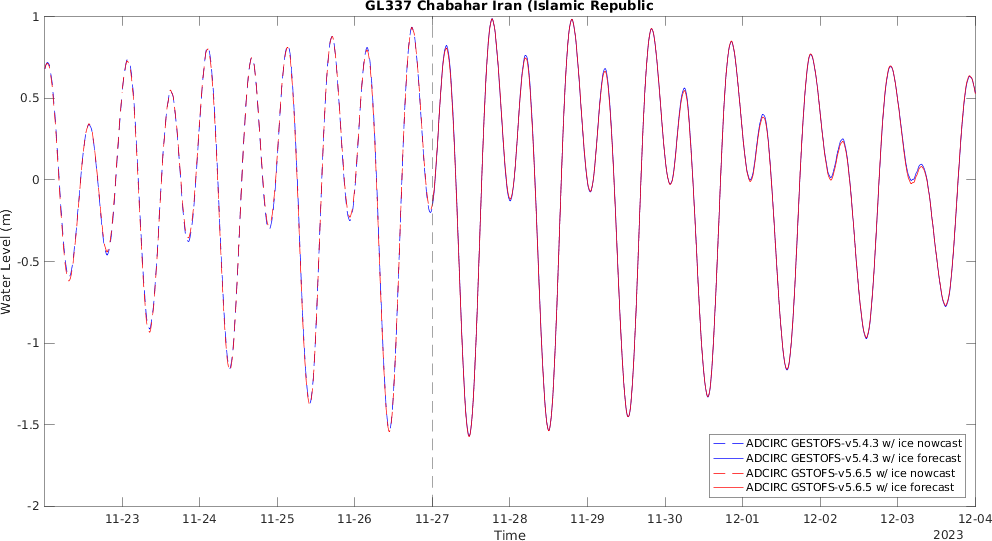 GL337 Chabahar Iran (Islamic Republic
1
0.5
0
-0.5
-1
-1.5
-2
Water Level (m)
ADCIRC GESTOFS-v5.4.3 w/ ice nowcast
ADCIRC GESTOFS-v5.4.3 w/ ice forecast
ADCIRC GSTOFS-v5.6.5 w/ ice nowcast
ADCIRC GSTOFS-v5.6.5 w/ ice forecast
11-23 11-24 11-25 11-26 11-27 11-28 11-29 11-30 12-01 12-02 12-03 12-04
Time
2023